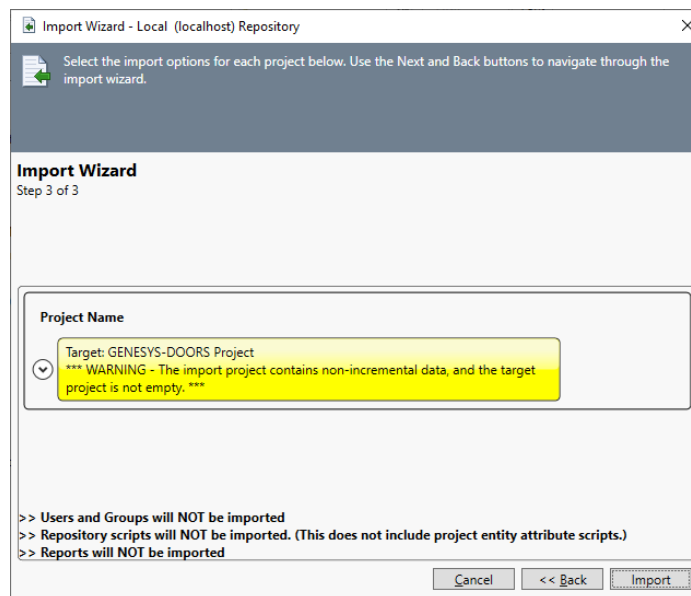 Import Wizard - Local  (localhost) Repository
Select the import options for each project below. Use the Next and Back buttons to navigate through the
import wizard.
Import Wizard
Step 3 of 3
Project Name
Target: GENESYS-DOORS Project
*** WARNING - The import project contains non-incremental data, and the target
project is not empty. ***
>> Users and Groups will NOT be imported
>> Repository scripts will NOT be imported. (This does not include project entity attribute scripts.)
>> Reports will NOT be imported
Cancel
<< Back
Import